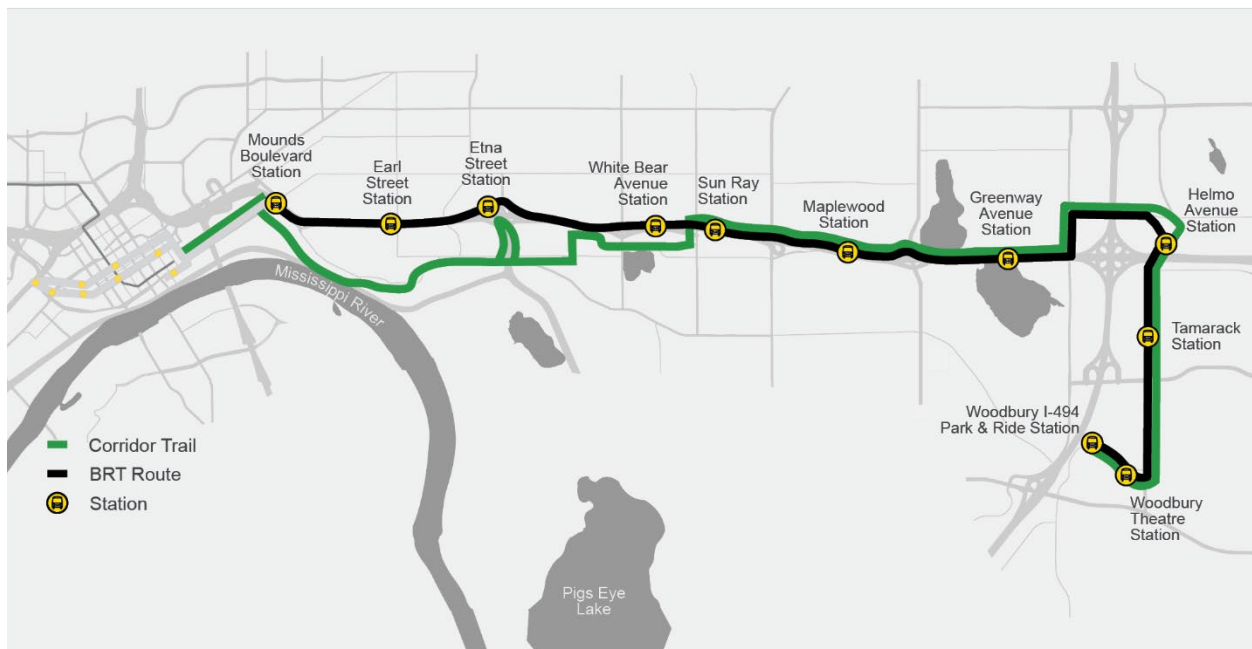 Mounds
Boulevard
Station
Earl
Street
Station
Etna
Street
Station
White Bear
Avenue
Station
Sun Ray
Station
Maplewood
Station
Greenway
Avenue
Station
Helmo
Avenue
Station
Tamarack
Station
Woodbury I-494
Park & Ride Station
Woodbury
Theatre
Station
Mississippi River
Pigs Eye
Lake
Corridor Trail
BRT Route
Station